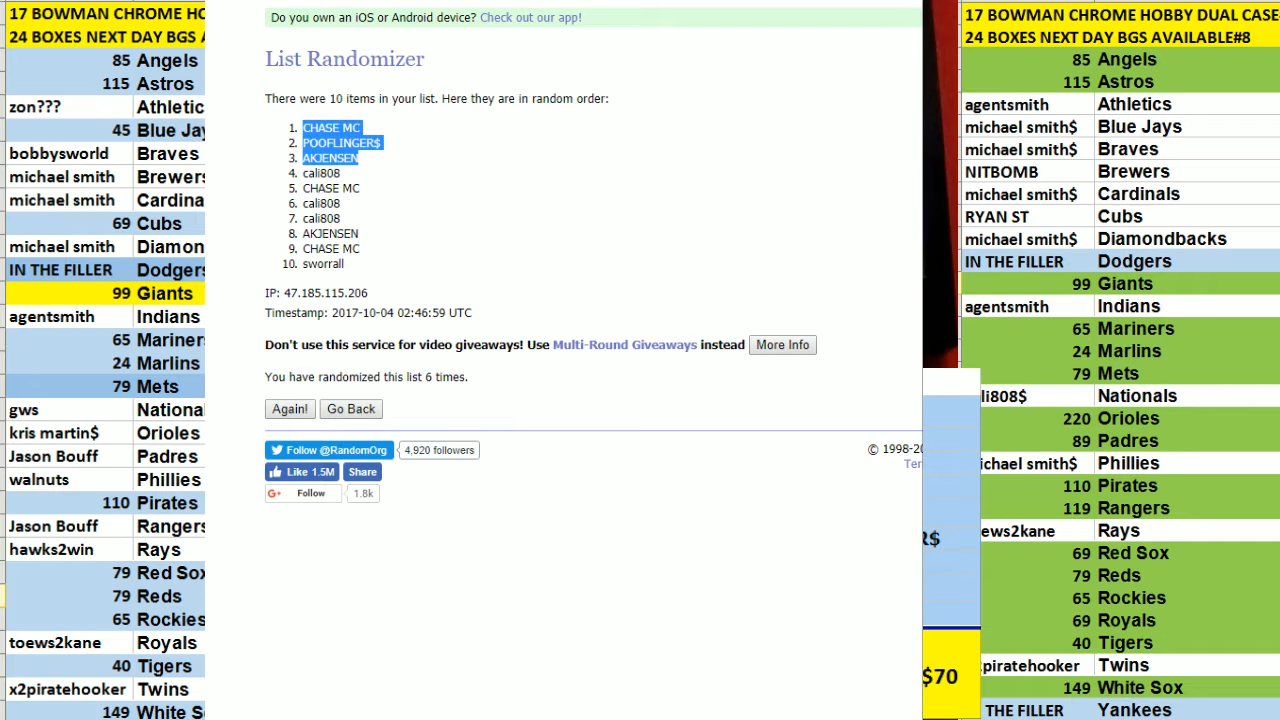 17 BOWMAN CHROME HO
24 BOXES NEXT DAY BGS A
85 Angels
115 Astros
zon??? Athletic
45 Blue Jay
bobbysworld Braves
michael smith Brewer
michael smith Cardina
69 Cubs
michael smith Diamon
IN THE FILLER Dodgers
99 Giants
agentsmith Indians
65 Mariner
24 Marlins
79 Mets
gws Nationa
kris martin$ Orioles
Jason Bouff Padres
walnuts Phillies
110 Pirates
Jason Bouff Rangers
hawks2win Rays
79 Red Sox
79 Reds
65 Rockies
toews2kane Royals
40 Tigers
x2piratehooker Twins
149 White S
Do you own an iOS or Android device? Check out our app!
List Randomizer
There were 10 items in your list. Here they are in random order:
1. CHASE MC
2. POOFLINGER$
3. AKJENSEN
4. cali808
5. CHASE MC
6. cali808
7. cali808
8. AKJENSEN
9. CHASE MC
10. sworrall
IP: 47.185.115.206
Timestamp: 2017-10-04 02:46:59 UTC
Don't use this service for video giveaways! Use Multi-Round Giveaways instead More Info
You have randomized this list 6 times.
Again! Go Back
Follow @RandomOrg 4,920 followers
Like 1.5M Share
G+ Follow 1.8k
© 1998-20
Ter
R$
$70
17 BOWMAN CHROME HOBBY DUAL CASE
24 BOXES NEXT DAY BGS AVAILABLE#8
85 Angels
115 Astros
agentsmith Athletics
michael smith$ Blue Jays
michael smith$ Braves
NITBOMB Brewers
michael smith$ Cardinals
RYAN ST Cubs
michael smith$ Diamondbacks
IN THE FILLER Dodgers
99 Giants
agentsmith Indians
65 Mariners
24 Marlins
79 Mets
li808$ Nationals
220 Orioles
89 Padres
ichael smith$ Phillies
110 Pirates
119 Rangers
ews2kane Rays
69 Red Sox
79 Reds
65 Rockies
69 Royals
40 Tigers
piratehooker Twins
149 White Sox
THE FILLER Yankees